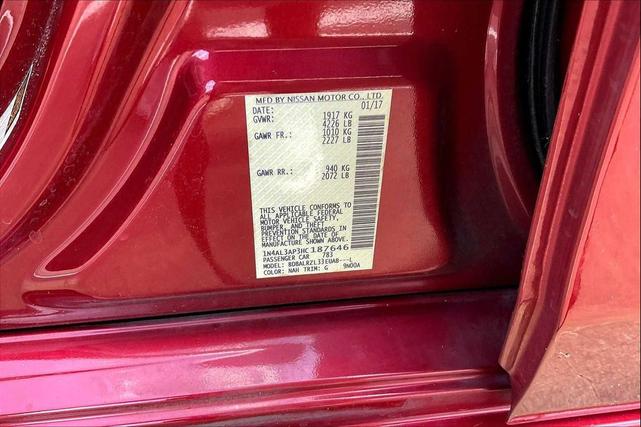 MFD BY NISSAN MOTOR CO., LTD.
DATE: 01/17
GVWR: 1917 KG
4226 LB
GAWR FR.: 1010 KG
2227 LB
GAWR RR.: 940 KG
2072 LB
THIS VEHICLE CONFORMS TO
ALL APPLICABLE FEDERAL
MOTOR VEHICLE SAFETY,
BUMPER, AND THEFT
PREVENTION STANDARDS IN
EFFECT ON THE DATE OF
MANUFACTURE SHOWN ABOVE.
1N4AL3AP3HC187646
PASSENGER CAR 783
MODEL: BDBALRZL33EUAB---L
COLOR: NAH TRIM: G 9N00A